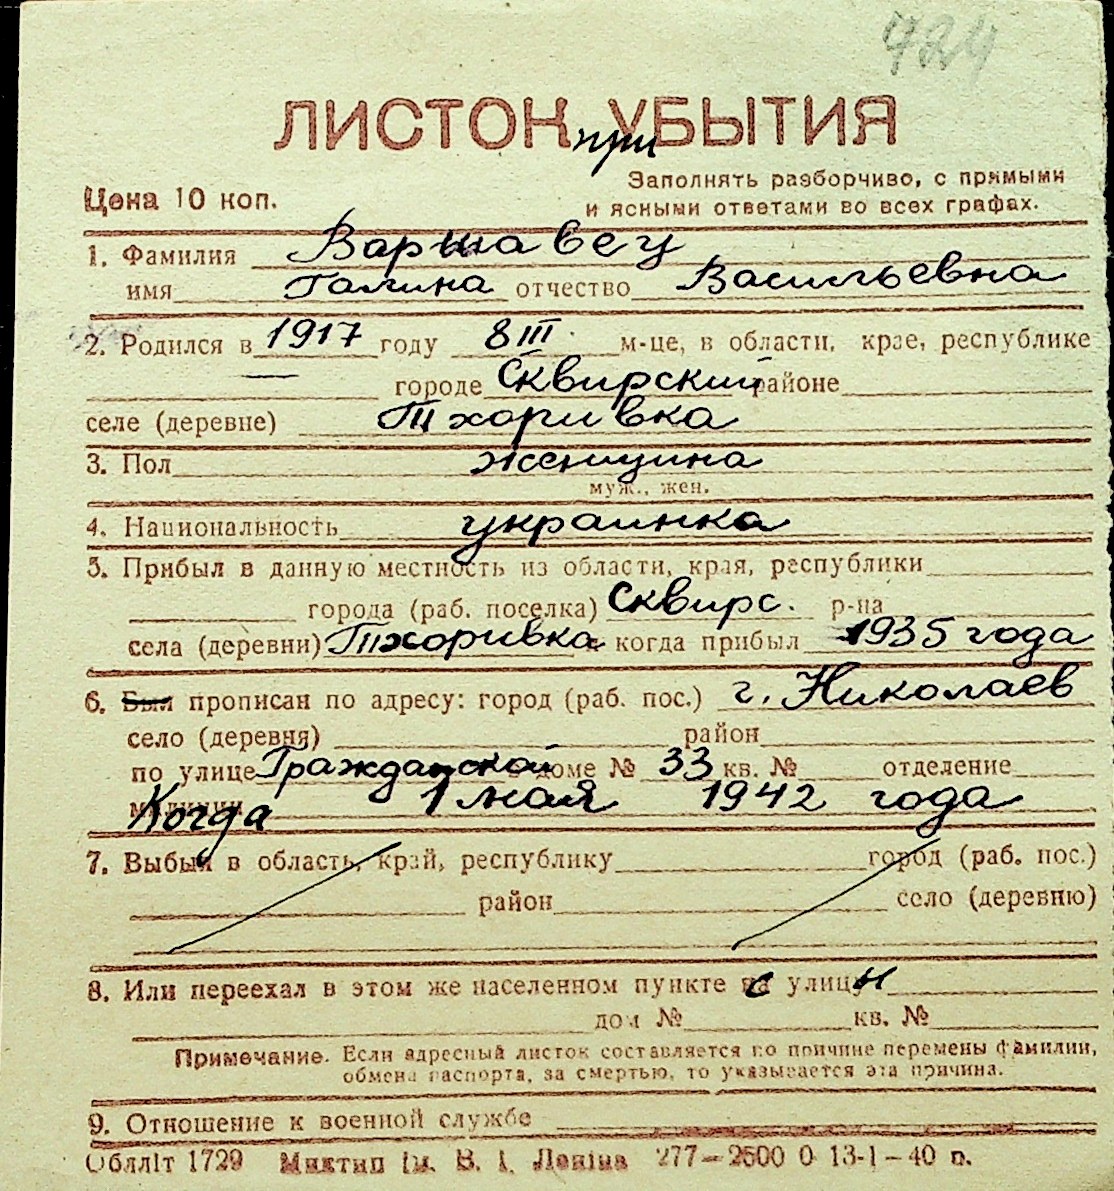 724
ЛИСТОК УБЫТИЯ
при
Цена 10 коп.
Заполнять разборчиво, с прямыми
и ясными ответами во всех графах.
1. Фамилия Варшавец
имя Галина отчество Васильевна
2. Родился в 1917 году 8 III м-це, в области, крае, республике
— городе Сквирский районе
селе (деревне) Тхоривка
3. Пол женщина
муж., жен.
4. Национальность украинка
5. Прибыл в данную местность из области, края, республики
города (раб. поселка) Сквирс. р-на
села (деревни) Тхоривка когда прибыл 1935 года
6. Был прописан по адресу: город (раб. пос.) г. Николаев
село (деревня) район
по улице Гражданской в доме № 33 кв. № отделение
милиции Когда 1 мая 1942 года
7. Выбыл в область, край, республику город (раб. пос.)
район село (деревню)
8. Или переехал в этом же населенном пункте с улицы
дом № кв. №
Примечание. Если адресный листок составляется по причине перемены фамилии,
обмена паспорта, за смертью, то указывается эта причина.
9. Отношение к военной службе
Обллiт 1729 Миктип iм. В. I. Ленiна 277—2500 0 13-1-40 п.